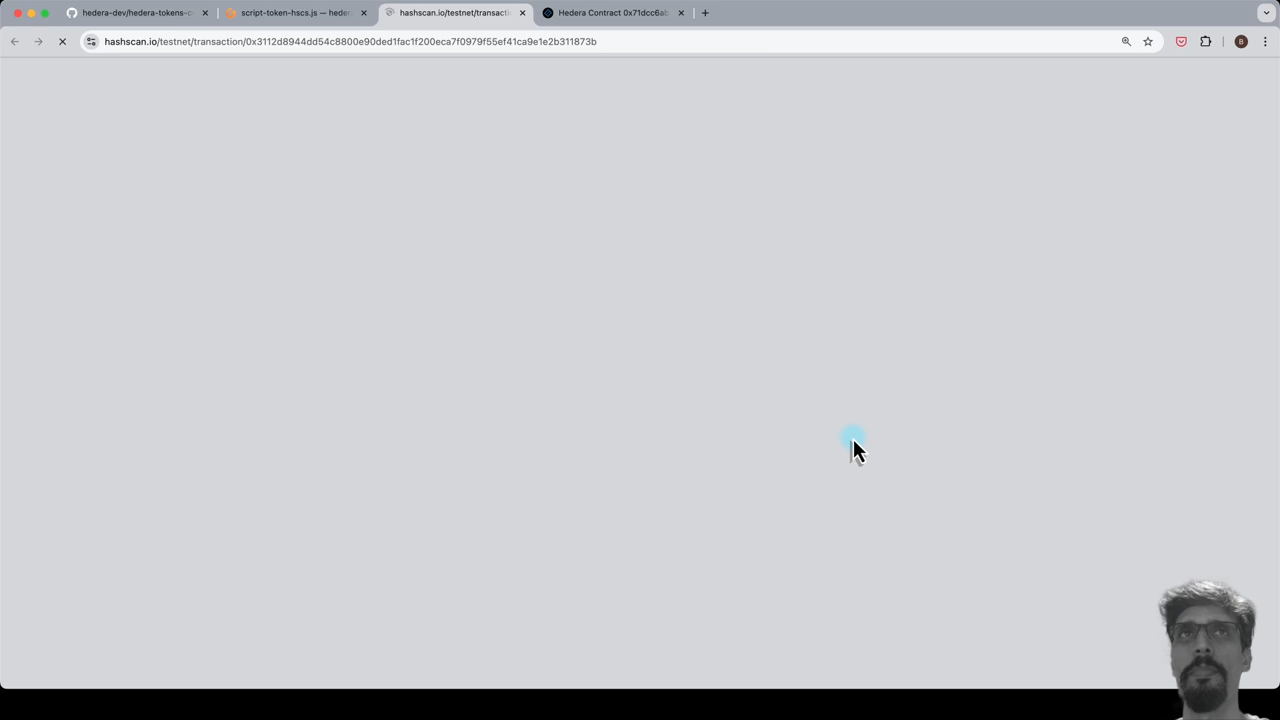 hedera-dev/hedera-tokens-c
script-token-hscs.js — heder
hashscan.io/testnet/transacti
Hedera Contract 0x71dcc6ab
hashscan.io/testnet/transaction/0x3112d8944dd54c8800e90ded1fac1f200eca7f0979f55ef41ca9e1e2b311873b
B